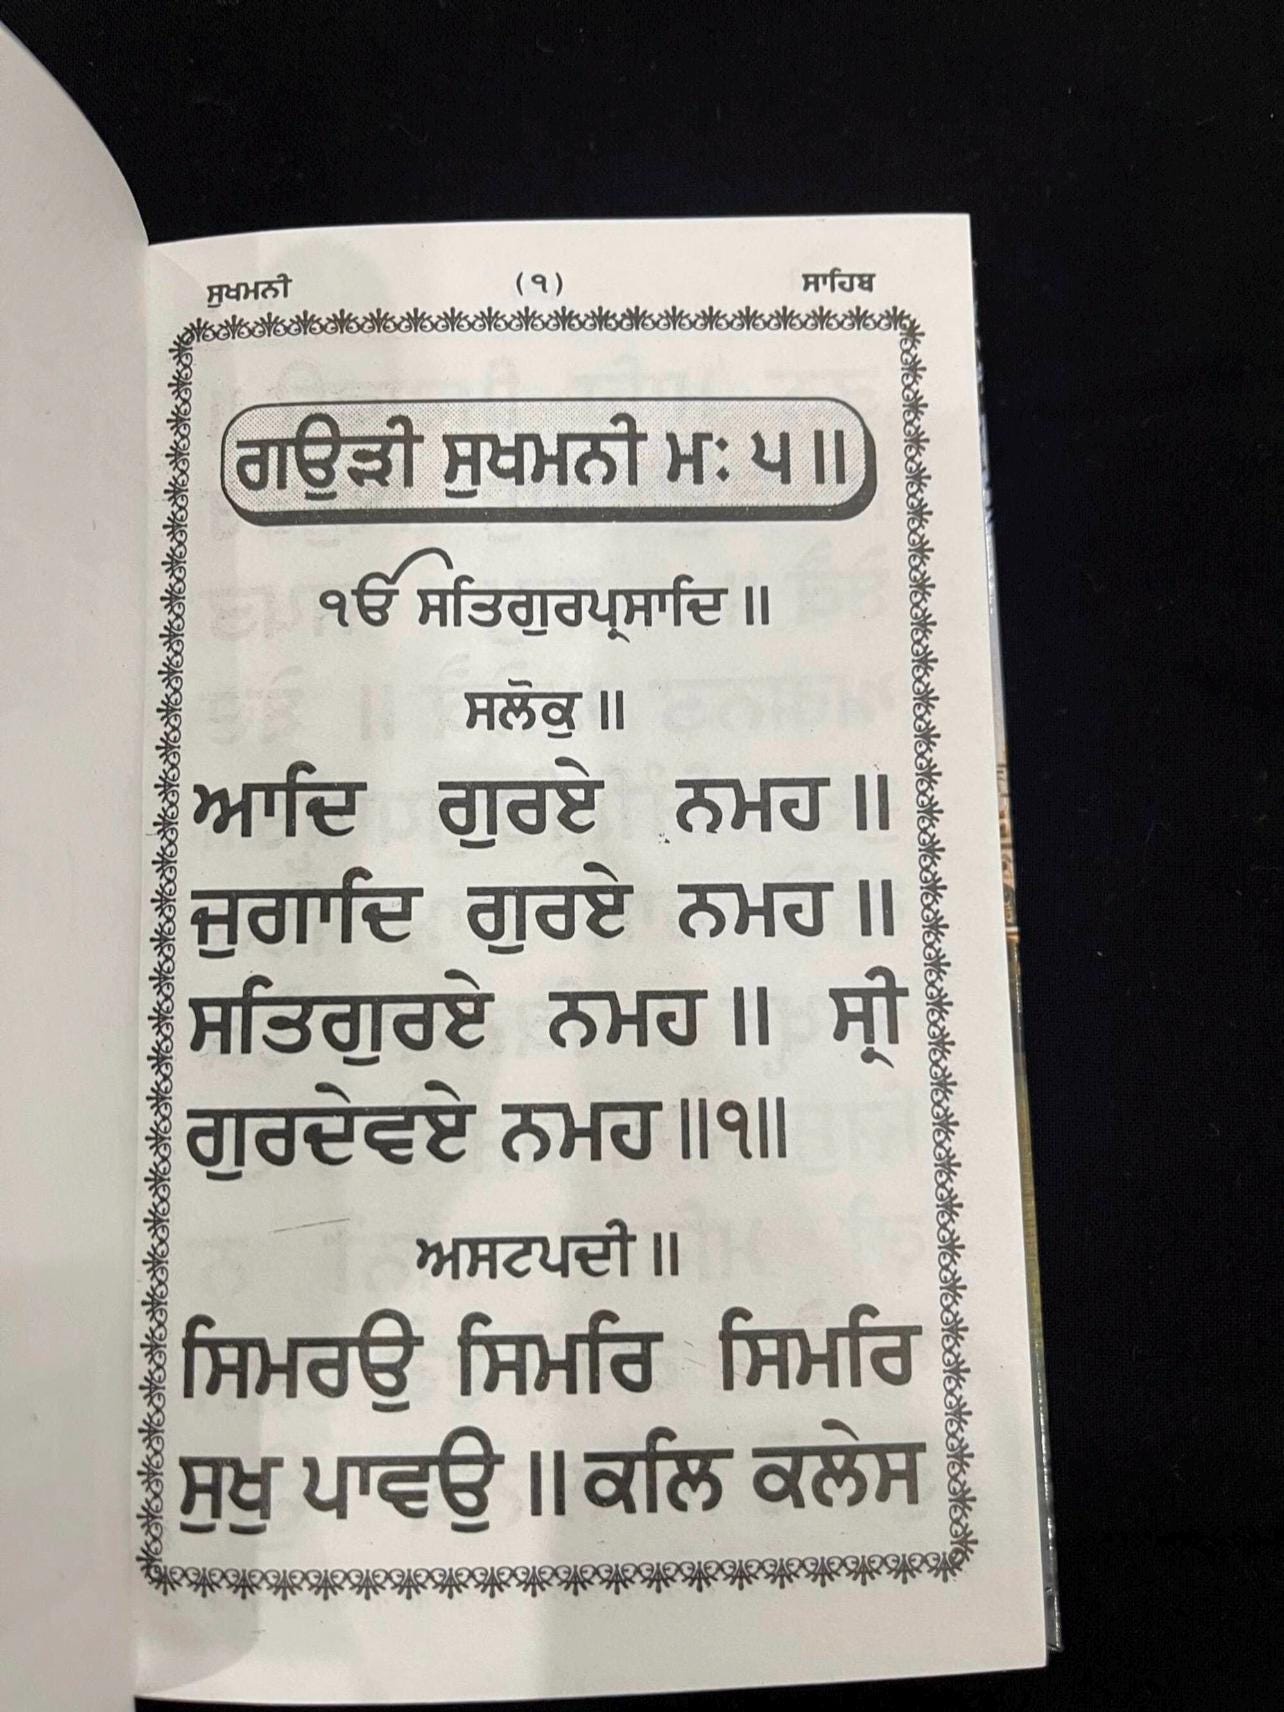 ਸੁਖਮਨੀ (੧) ਸਾਹਿਬ
ਗਉੜੀ ਸੁਖਮਨੀ ਮਃ ੫ ॥
ੴ ਸਤਿਗੁਰਪ੍ਰਸਾਦਿ ॥
ਸਲੋਕੁ ॥
ਆਦਿ ਗੁਰਏ ਨਮਹ ॥
ਜੁਗਾਦਿ ਗੁਰਏ ਨਮਹ ॥
ਸਤਿਗੁਰਏ ਨਮਹ ॥ ਸ੍ਰੀ
ਗੁਰਦੇਵਏ ਨਮਹ ॥੧॥
ਅਸਟਪਦੀ ॥
ਸਿਮਰਉ ਸਿਮਰਿ ਸਿਮਰਿ
ਸੁਖੁ ਪਾਵਉ ॥ ਕਲਿ ਕਲੇਸ